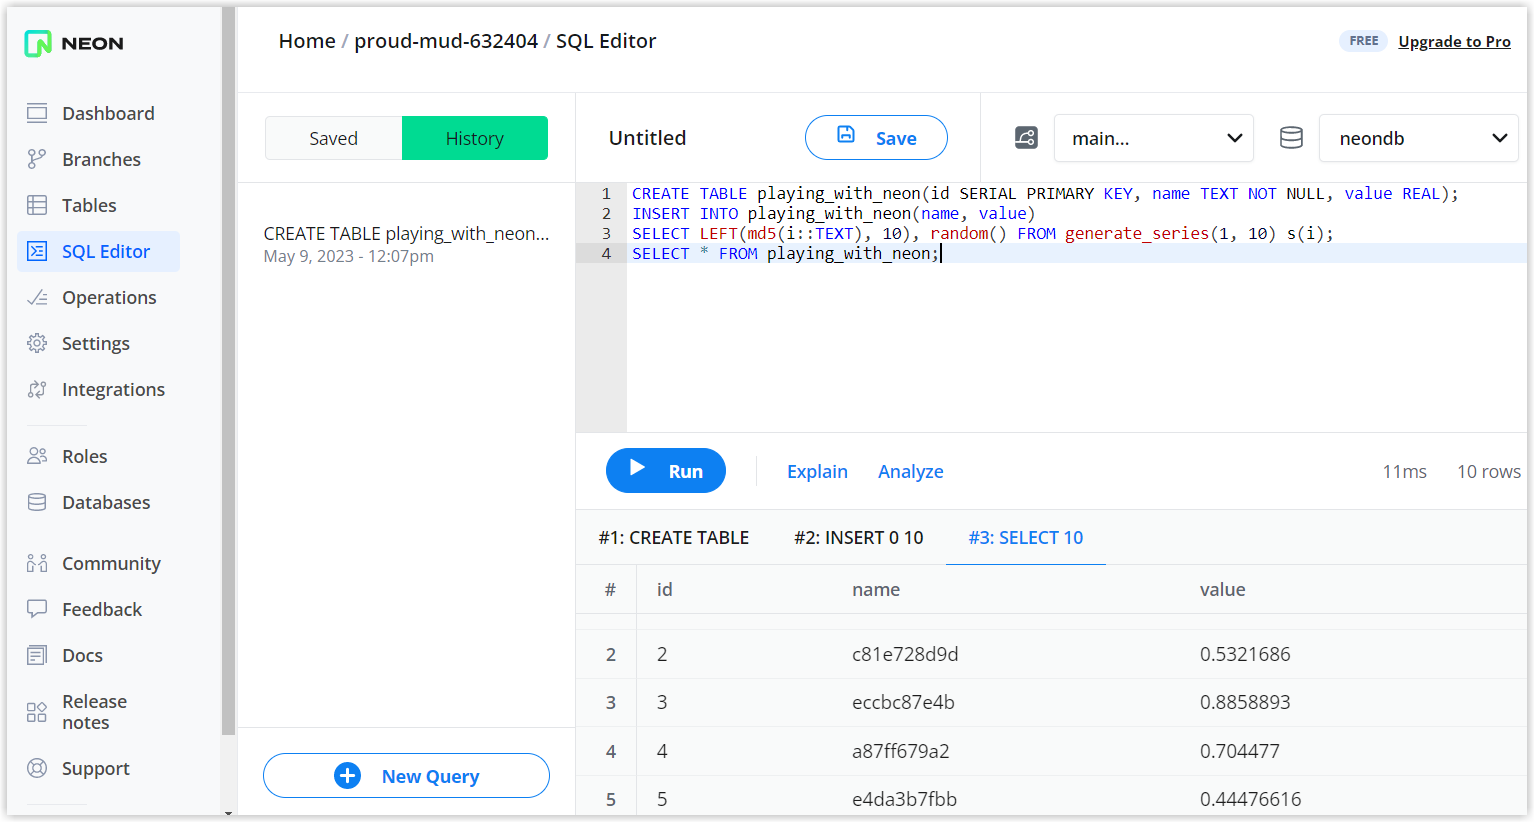 NEON
Dashboard
Branches
Tables
SQL Editor
Operations
Settings
Integrations
Roles
Databases
Community
Feedback
Docs
Release
notes
Support
Home / proud-mud-632404 / SQL Editor
FREE Upgrade to Pro
Saved History
CREATE TABLE playing_with_neon...
May 9, 2023 - 12:07pm
New Query
Untitled Save main... neondb
1 CREATE TABLE playing_with_neon(id SERIAL PRIMARY KEY, name TEXT NOT NULL, value REAL);
2 INSERT INTO playing_with_neon(name, value)
3 SELECT LEFT(md5(i::TEXT), 10), random() FROM generate_series(1, 10) s(i);
4 SELECT * FROM playing_with_neon;
Run Explain Analyze 11ms 10 rows
#1: CREATE TABLE #2: INSERT 0 10 #3: SELECT 10
# id name value
2 2 c81e728d9d 0.5321686
3 3 eccbc87e4b 0.8858893
4 4 a87ff679a2 0.704477
5 5 e4da3b7fbb 0.44476616